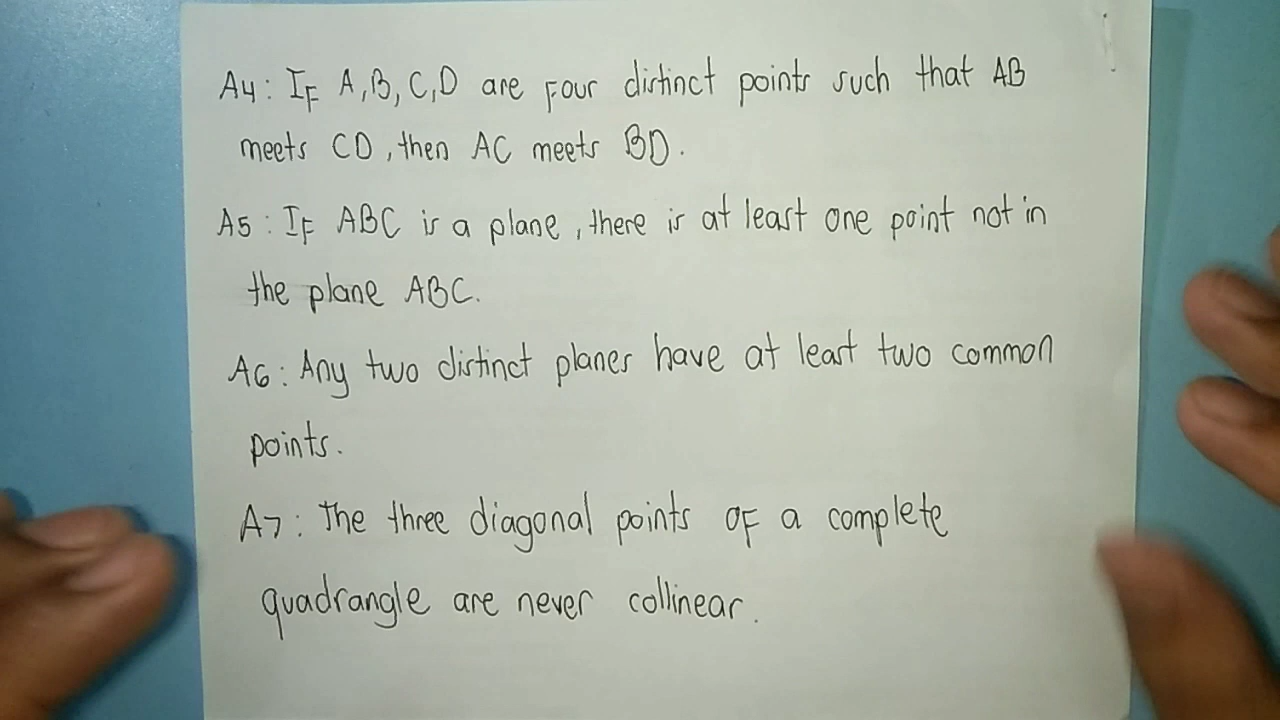 A4: If A, B, C, D are four distinct points such that AB
meets CD, then AC meets BD.
A5: If ABC is a plane, there is at least one point not in
the plane ABC.
A6: Any two distinct planes have at least two common
points.
A7: The three diagonal points of a complete
quadrangle are never collinear.